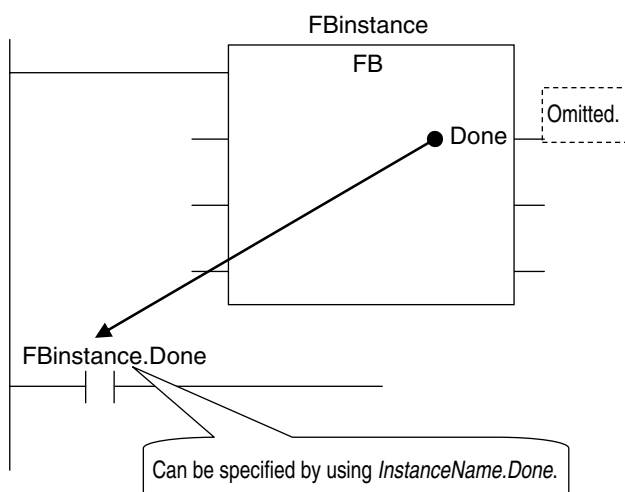 FBinstance
FB
Omitted.
Done
FBinstance.Done
Can be specified by using InstanceName.Done.